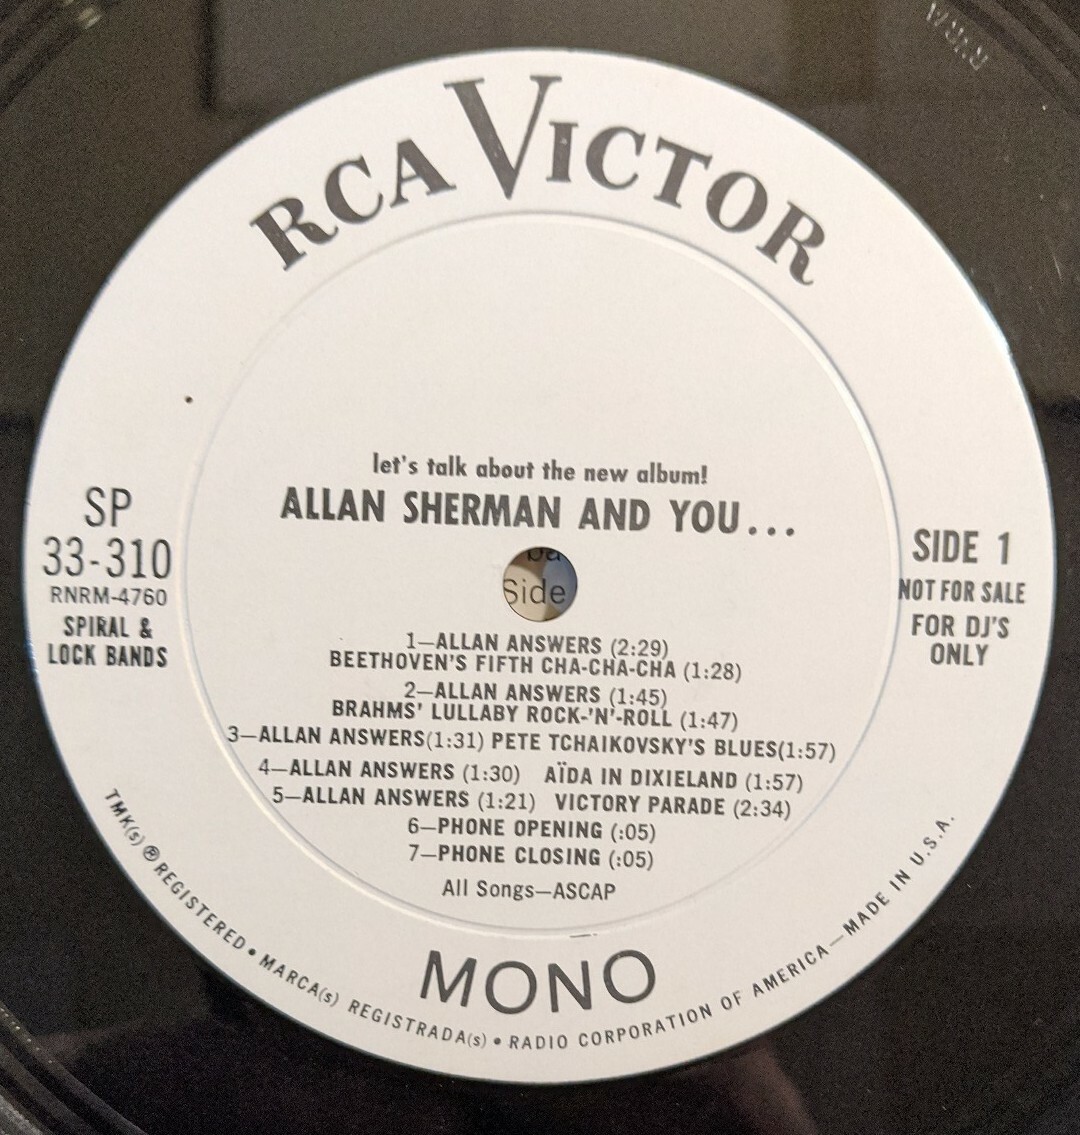 RCA VICTOR
let's talk about the new album!
ALLAN SHERMAN AND YOU...
SP
33-310
RNRM-4760
SPIRAL &
LOCK BANDS
SIDE 1
NOT FOR SALE
FOR DJ'S
ONLY
Side
1—ALLAN ANSWERS (2:29)
BEETHOVEN'S FIFTH CHA-CHA-CHA (1:28)
2—ALLAN ANSWERS (1:45)
BRAHMS' LULLABY ROCK-'N'-ROLL (1:47)
3—ALLAN ANSWERS(1:31) PETE TCHAIKOVSKY'S BLUES(1:57)
4—ALLAN ANSWERS (1:30) AÏDA IN DIXIELAND (1:57)
5—ALLAN ANSWERS (1:21) VICTORY PARADE (2:34)
6—PHONE OPENING (:05)
7—PHONE CLOSING (:05)
All Songs—ASCAP
MONO
TMK(s) ® REGISTERED • MARCA(s) REGISTRADA(s) • RADIO CORPORATION OF AMERICA—MADE IN U.S.A.